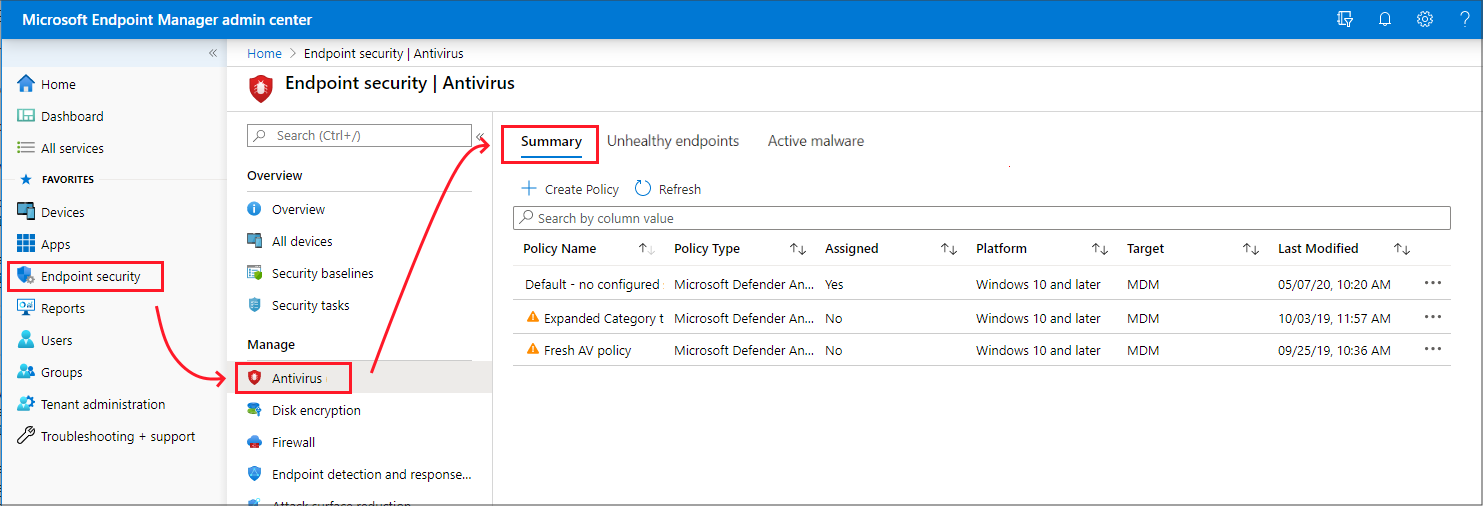 Microsoft Endpoint Manager admin center
Home
Dashboard
All services
FAVORITES
Devices
Apps
Endpoint security
Reports
Users
Groups
Tenant administration
Troubleshooting + support
Home > Endpoint security | Antivirus
Endpoint security | Antivirus
Search (Ctrl+/)
Overview
Overview
All devices
Security baselines
Security tasks
Manage
Antivirus
Disk encryption
Firewall
Endpoint detection and response...
Attack surface reduction
Summary Unhealthy endpoints Active malware
Create Policy Refresh
Search by column value
Policy Name Policy Type Assigned Platform Target Last Modified
Default - no configured Microsoft Defender An... Yes Windows 10 and later MDM 05/07/20, 10:20 AM ...
Expanded Category t Microsoft Defender An... No Windows 10 and later MDM 10/03/19, 11:57 AM ...
Fresh AV policy Microsoft Defender An... No Windows 10 and later MDM 09/25/19, 10:36 AM ...